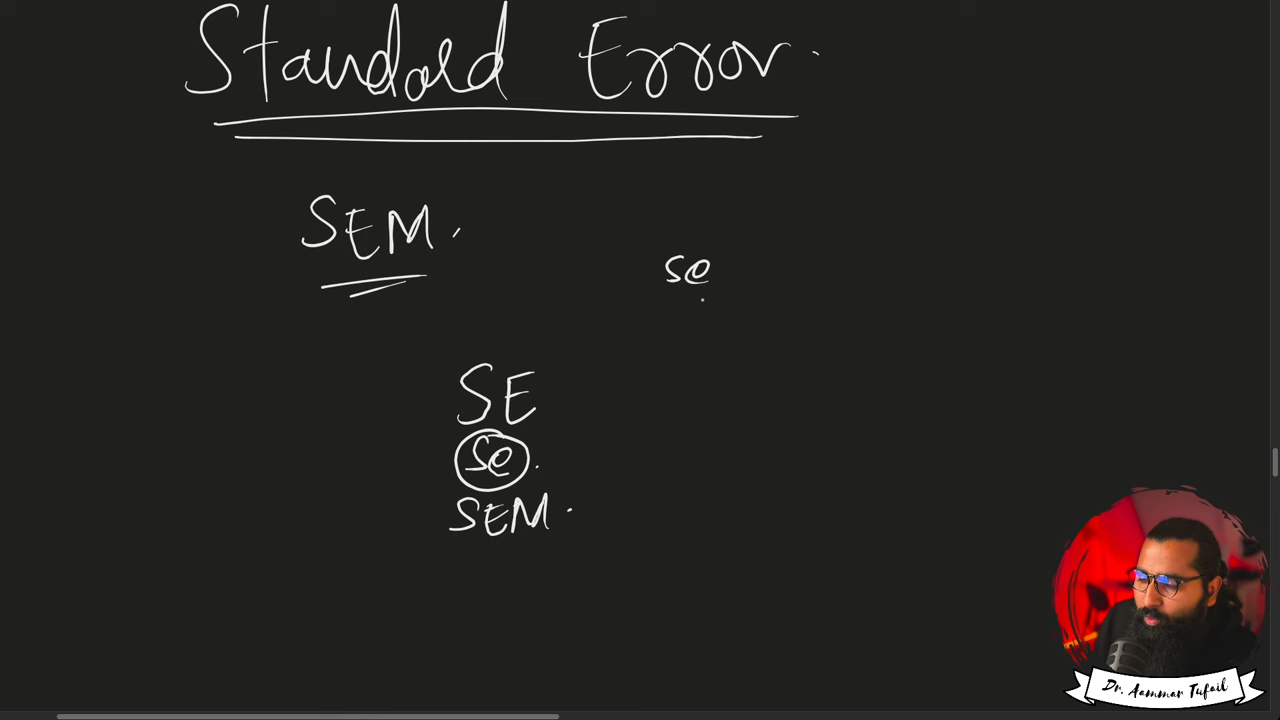 Standard Error.
SEM.
se
SE
se.
SEM.
Dr. Aammar Tufail